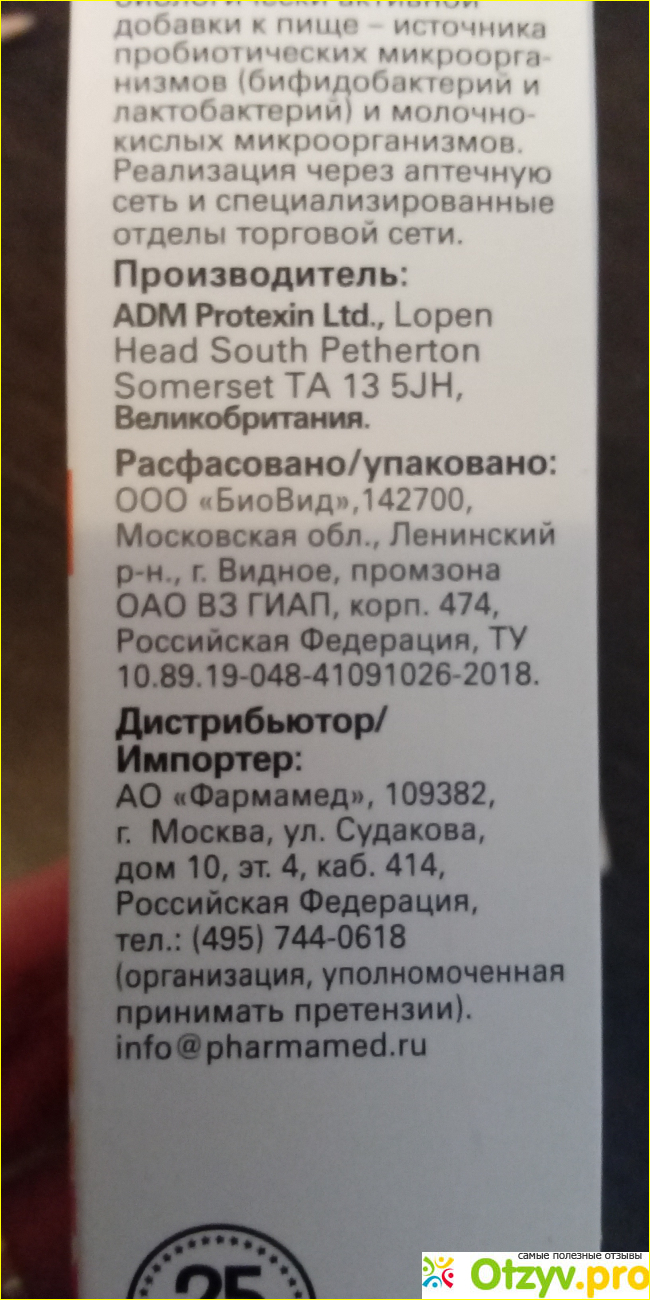 биологически активной
добавки к пище – источника
пробиотических микроорга-
низмов (бифидобактерий и
лактобактерий) и молочно-
кислых микроорганизмов.
Реализация через аптечную
сеть и специализированные
отделы торговой сети.
Производитель:
ADM Protexin Ltd., Lopen
Head South Petherton
Somerset TA 13 5JH,
Великобритания.
Расфасовано/упаковано:
ООО «БиоВид»,142700,
Московская обл., Ленинский
р-н., г. Видное, промзона
ОАО ВЗ ГИАП, корп. 474,
Российская Федерация, ТУ
10.89.19-048-41091026-2018.
Дистрибьютор/
Импортер:
АО «Фармамед», 109382,
г. Москва, ул. Судакова,
дом 10, эт. 4, каб. 414,
Российская Федерация,
тел.: (495) 744-0618
(организация, уполномоченная
принимать претензии).
info@pharmamed.ru
25
самые полезные отзывы
Otzyv.pro